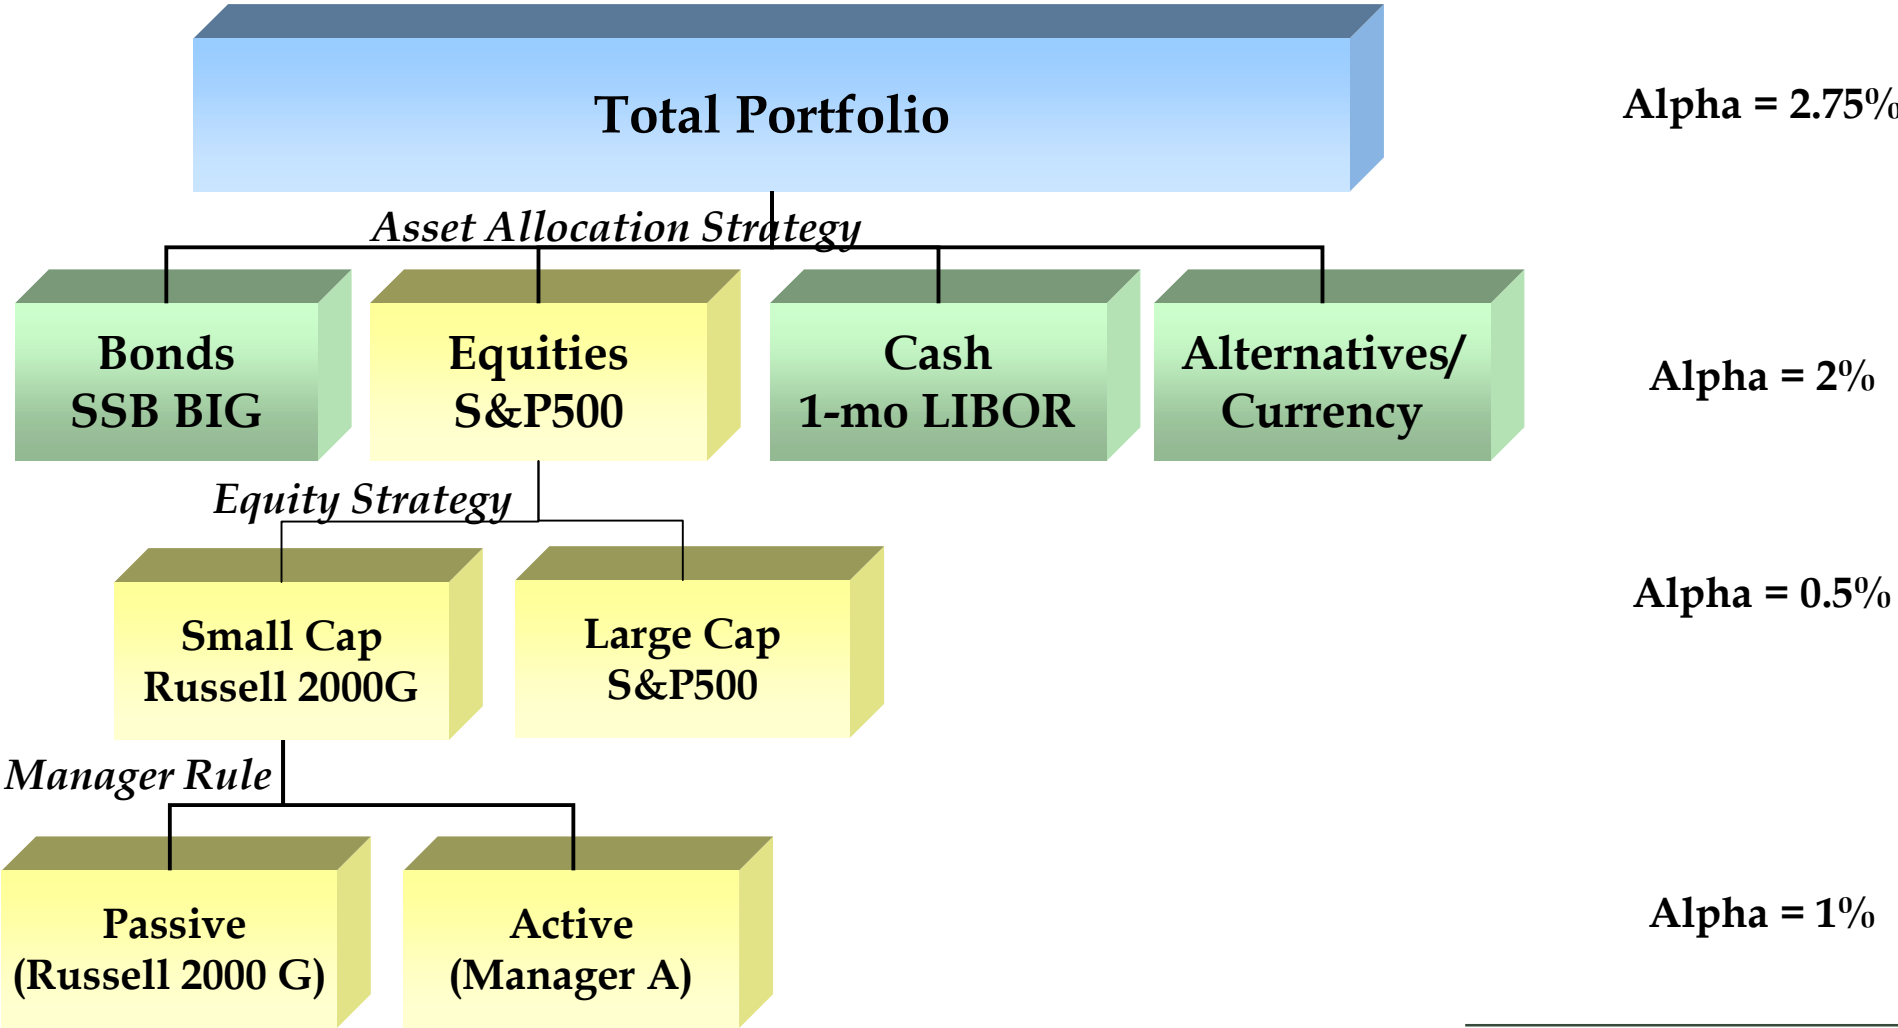 Total Portfolio
Alpha = 2.75%
Asset Allocation Strategy
Bonds
SSB BIG
Equities
S&P500
Cash
1-mo LIBOR
Alternatives/
Currency
Alpha = 2%
Equity Strategy
Small Cap
Russell 2000G
Large Cap
S&P500
Alpha = 0.5%
Manager Rule
Passive
(Russell 2000 G)
Active
(Manager A)
Alpha = 1%